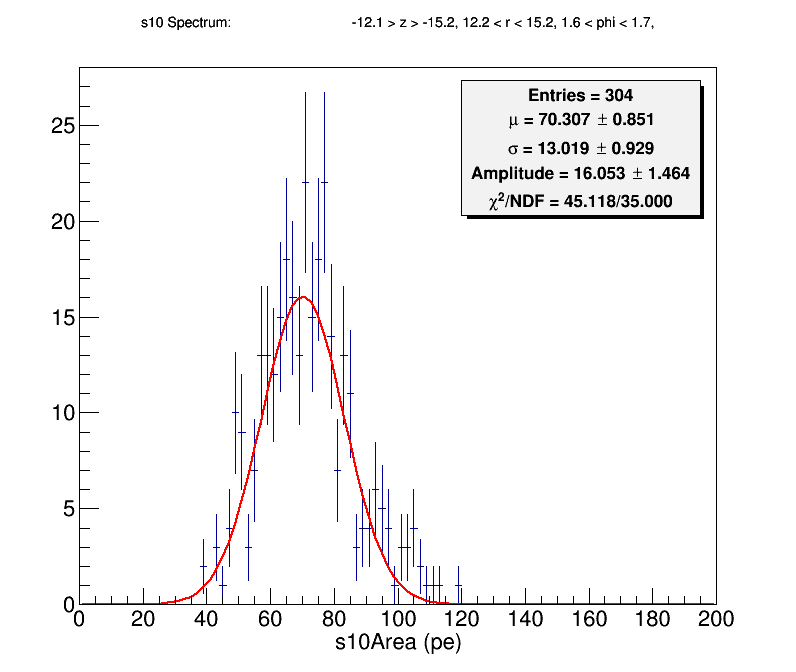 s10 Spectrum: -12.1 > z > -15.2, 12.2 < r < 15.2, 1.6 < phi < 1.7,
Entries = 304
μ = 70.307 ± 0.851
σ = 13.019 ± 0.929
Amplitude = 16.053 ± 1.464
χ²/NDF = 45.118/35.000
25
20
15
10
5
0
0 20 40 60 80 100 120 140 160 180 200
s10Area (pe)